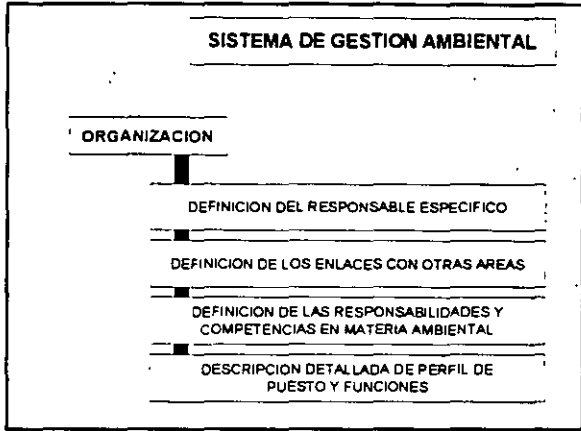 SISTEMA DE GESTION AMBIENTAL
ORGANIZACION
DEFINICION DEL RESPONSABLE ESPECIFICO
DEFINICION DE LOS ENLACES CON OTRAS AREAS
DEFINICION DE LAS RESPONSABILIDADES Y
COMPETENCIAS EN MATERIA AMBIENTAL
DESCRIPCION DETALLADA DE PERFIL DE
PUESTO Y FUNCIONES